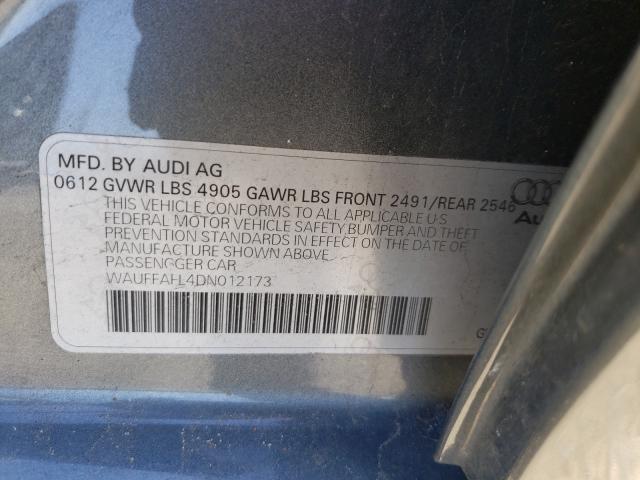 MFD. BY AUDI AG
0612 GVWR LBS 4905 GAWR LBS FRONT 2491/REAR 2546
THIS VEHICLE CONFORMS TO ALL APPLICABLE U.S.
FEDERAL MOTOR VEHICLE SAFETY, BUMPER AND THEFT
PREVENTION STANDARDS IN EFFECT ON THE DATE OF
MANUFACTURE SHOWN ABOVE.
PASSENGGER CAR
WAUFFAFL4DN012173